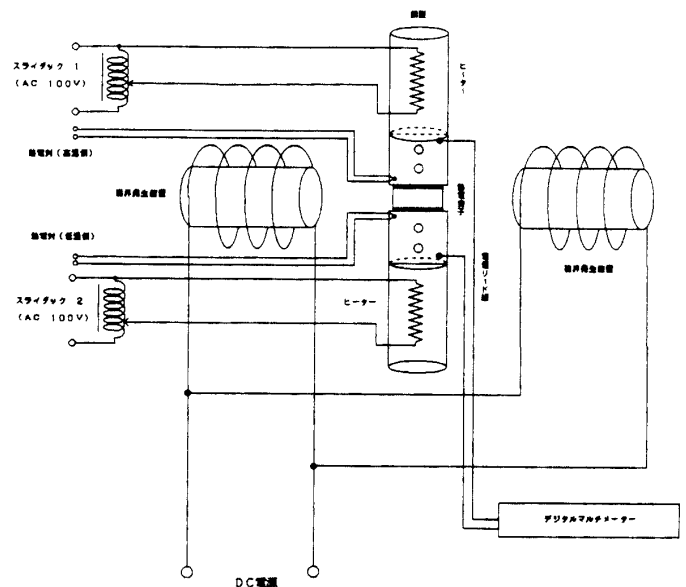 スライダック 1
(AC 100V)
ヒーター
熱電対(高温側)
磁界発生装置
磁界発生装置
熱電対(低温側)
スライダック 2
(AC 100V)
ヒーター
デジタルマルチメーター
DC電源